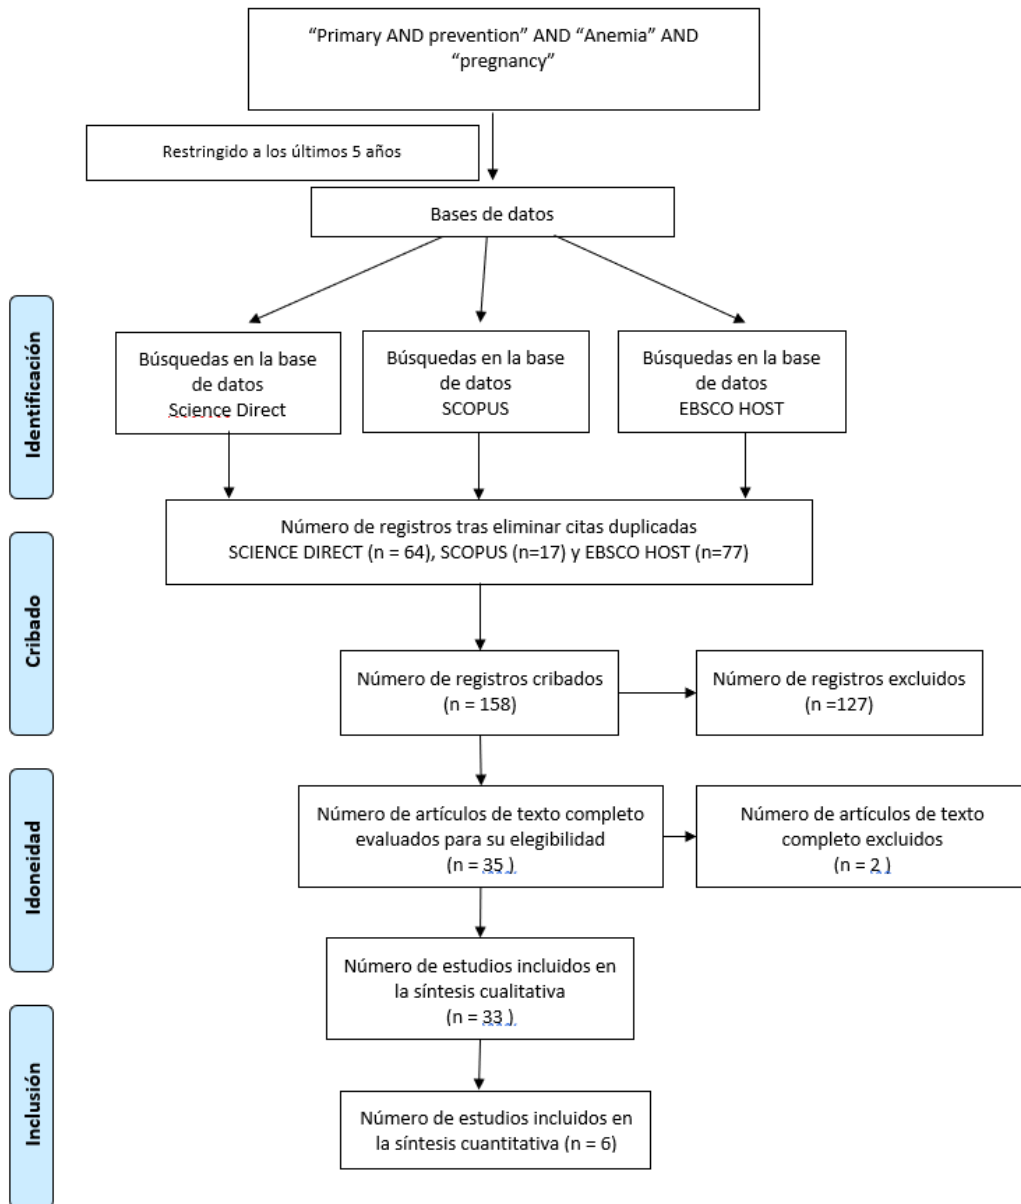 “Primary AND prevention” AND “Anemia” AND
“pregnancy”
Restringido a los últimos 5 años
Bases de datos
Identificación
Búsquedas en la base
de datos
Science Direct
Búsquedas en la base
de datos
SCOPUS
Búsquedas en la base
de datos
EBSCO HOST
Número de registros tras eliminar citas duplicadas
SCIENCE DIRECT (n = 64), SCOPUS (n=17) y EBSCO HOST (n=77)
Cribado
Número de registros cribados
(n = 158)
Número de registros excluidos
(n =127)
Idoneidad
Número de artículos de texto completo
evaluados para su elegibilidad
(n = 35 )
Número de artículos de texto
completo excluidos
(n = 2 )
Número de estudios incluidos en
la síntesis cualitativa
(n = 33 )
Inclusión
Número de estudios incluidos en
la síntesis cuantitativa (n = 6)